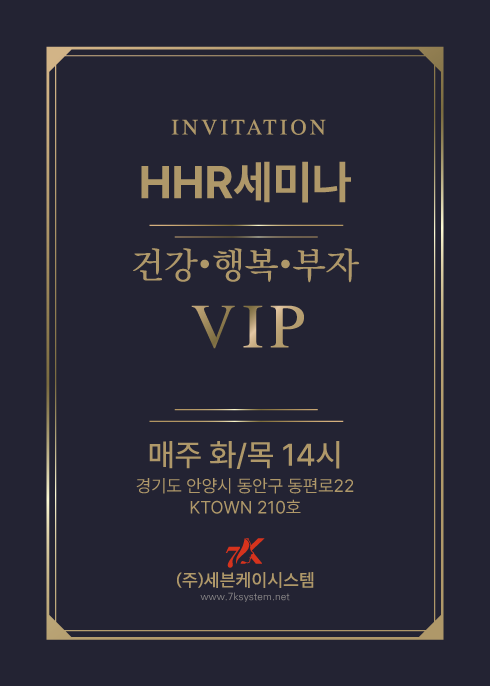 INVITATION
HHR세미나
건강•행복•부자
VIP
매주 화/목 14시
경기도 안양시 동안구 동편로22
KTOWN 210호
7K
(주)세븐케이시스템
www.7ksystem.net